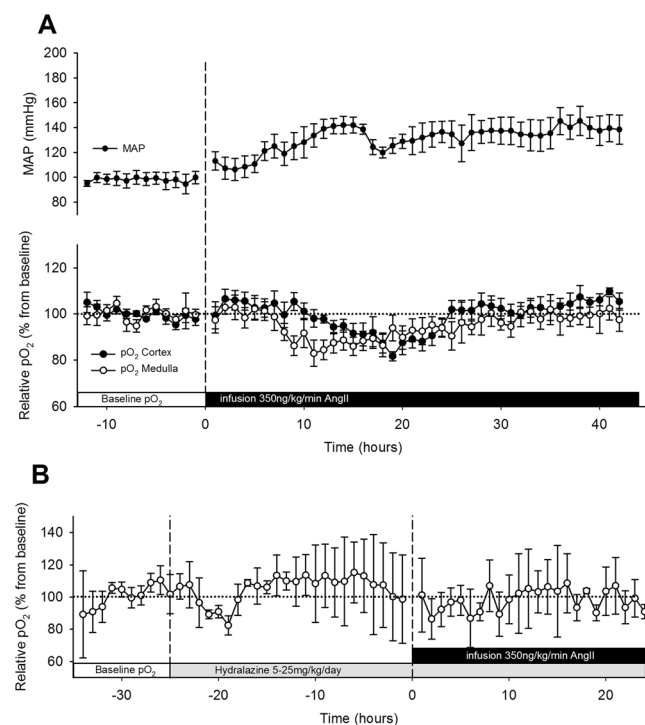 A
200
180
160
140
120
100
80
MAP (mmHg)
MAP
120
100
80
60
Relative pO2 (% from baseline)
pO2 Cortex
pO2 Medulla
Baseline pO2
infusion 350ng/kg/min AngII
-10 0 10 20 30 40
Time (hours)
B
140
120
100
80
60
Relative pO2 (% from baseline)
infusion 350ng/kg/min AngII
Baseline pO2
Hydralazine 5-25mg/kg/day
-30 -20 -10 0 10 20
Time (hours)